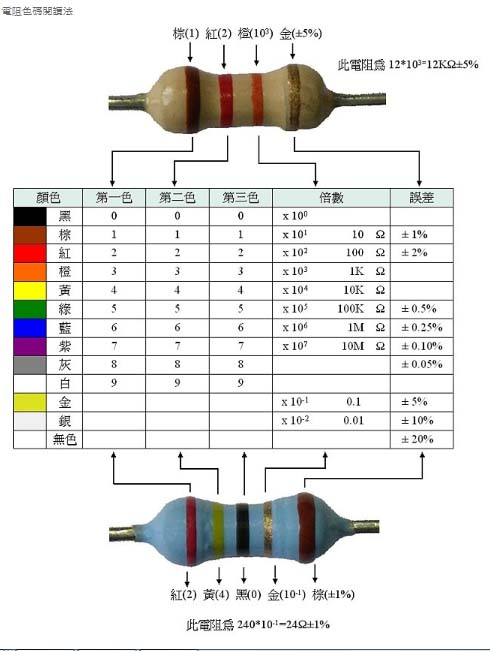 電阻色碼閱讀法
棕(1) 紅(2) 橙(10³) 金(±5%)
此電阻為 12*10³=12KΩ±5%
顏色 第一色 第二色 第三色 倍數 誤差
黑 0 0 0 x 10⁰
棕 1 1 1 x 10¹ 10 Ω ± 1%
紅 2 2 2 x 10² 100 Ω ± 2%
橙 3 3 3 x 10³ 1K Ω
黃 4 4 4 x 10⁴ 10K Ω
綠 5 5 5 x 10⁵ 100K Ω ± 0.5%
藍 6 6 6 x 10⁶ 1M Ω ± 0.25%
紫 7 7 7 x 10⁷ 10M Ω ± 0.10%
灰 8 8 8 ± 0.05%
白 9 9 9
金 x 10⁻¹ 0.1 ± 5%
銀 x 10⁻² 0.01 ± 10%
無色 ± 20%
紅(2) 黃(4) 黑(0) 金(10⁻¹) 棕(±1%)
此電阻為 240*10⁻¹=24Ω±1%